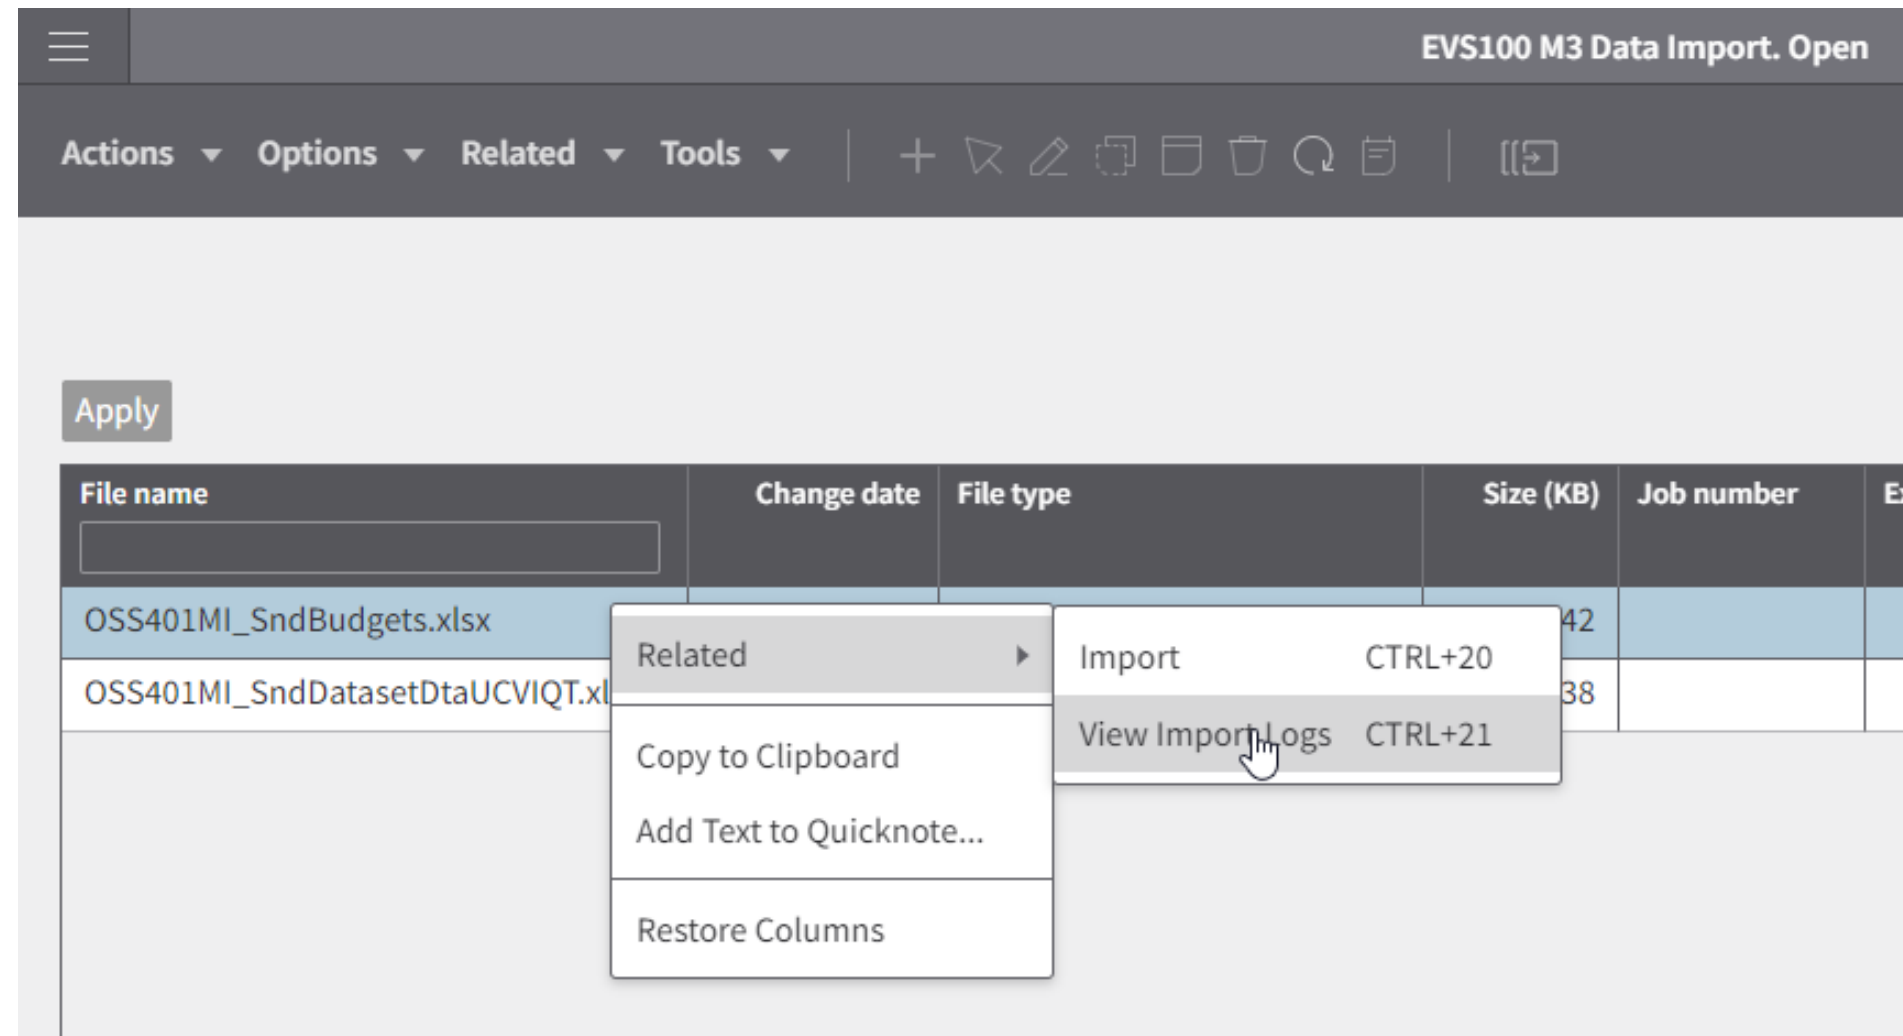 EVS100 M3 Data Import. Open
Actions Options Related Tools
Apply
File name Change date File type Size (KB) Job number
OSS401MI_SndBudgets.xlsx 42
OSS401MI_SndDatasetDtaUCVIQT.xl 38
Related
Copy to Clipboard
Add Text to Quicknote...
Restore Columns
Import CTRL+20
View Import Logs CTRL+21